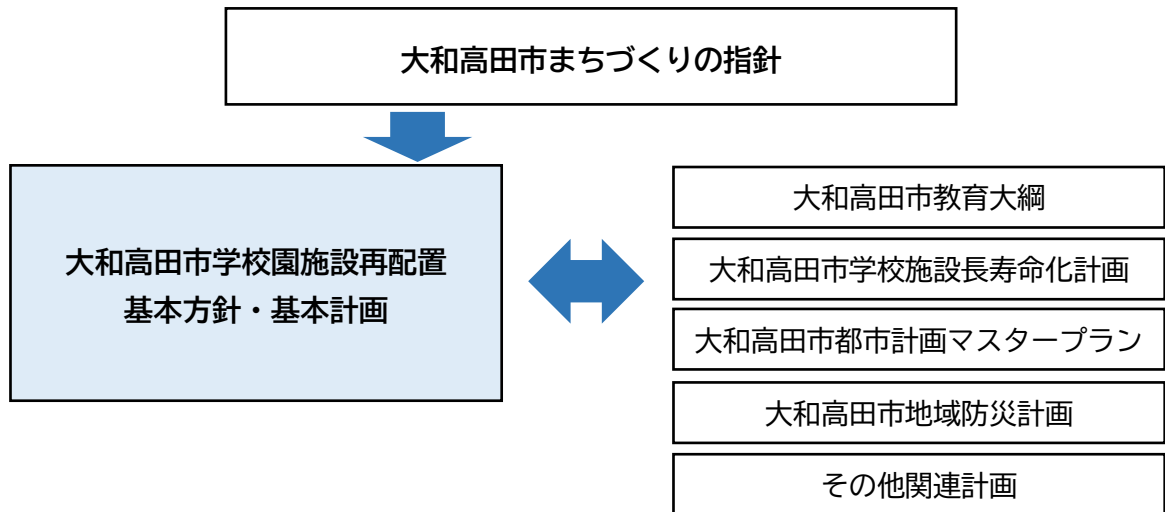 大和高田市まちづくりの指針
大和高田市学校園施設再配置
基本方針・基本計画
大和高田市教育大綱
大和高田市学校施設長寿命化計画
大和高田市都市計画マスタープラン
大和高田市地域防災計画
その他関連計画